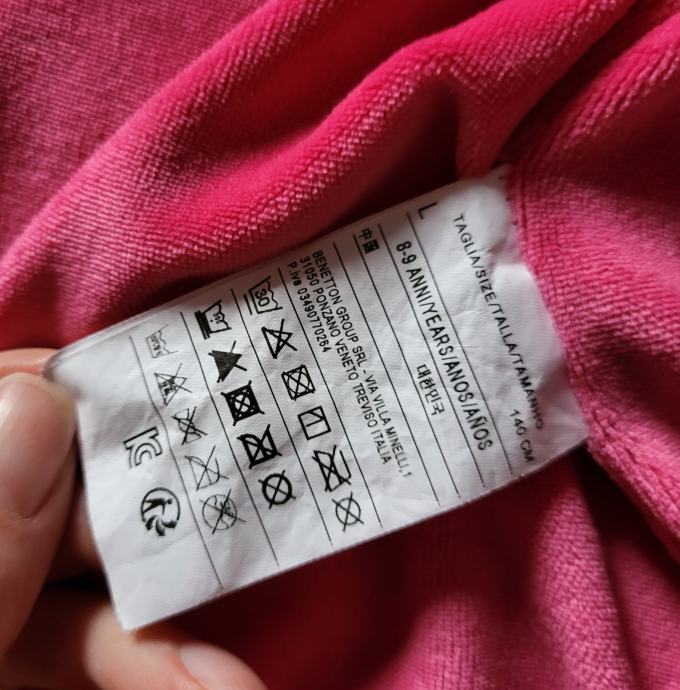 L
TAGLIA/SIZE/TALLA/TAMANHO
140 CM
8-9 ANNI/YEARS/ANOS/AÑOS
中国
대한민국
BENETTON GROUP SRL - VIA VILLA MINELLI,1
31050 PONZANO VENETO TREVISO ITALIA
P.iva 03490770264
30